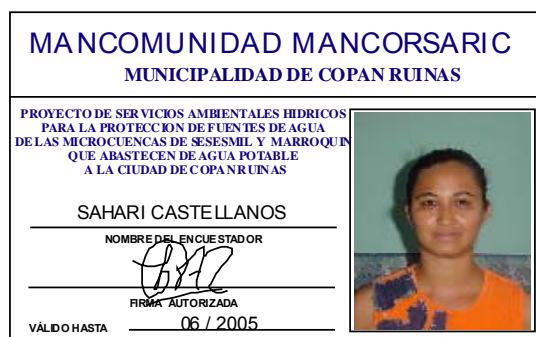 MANCOMUNIDAD MANCORSARIC
MUNICIPALIDAD DE COPAN RUINAS
PROYECTO DE SERVICIOS AMBIENTALES HIDRICOS
PARA LA PROTECCION DE FUENTES DE AGUA
DE LAS MICROCUENCAS DE SESESMIL Y MARROQUIN
QUE ABASTECEN DE AGUA POTABLE
A LA CIUDAD DE COPAN RUINAS
SAHARI CASTELLANOS
NOMBRE DEL ENCUESTADOR
FIRMA AUTORIZADA
VÁLIDO HASTA 06 / 2005